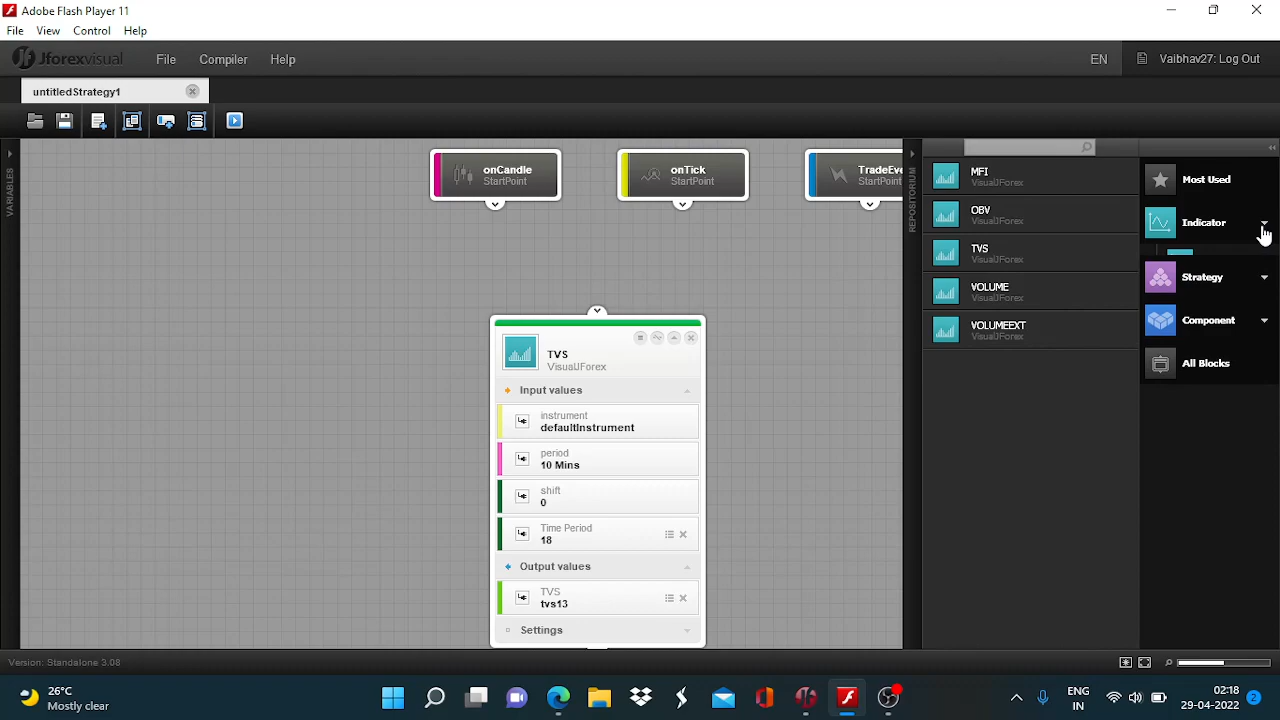 Adobe Flash Player 11
File View Control Help
Jforexvisual File Compiler Help EN Vaibhav27: Log Out
untitledStrategy1
VARIABLES
onCandle
StartPoint
onTick
StartPoint
TradeEve
StartPoint
TVS
VisualJForex
Input values
instrument
defaultInstrument
period
10 Mins
shift
0
Time Period
18
Output values
TVS
tvs13
Settings
REPOSITORIUM
MFI
VisualJForex
OBV
VisualJForex
TVS
VisualJForex
VOLUME
VisualJForex
VOLUMEEXT
VisualJForex
Most Used
Indicator
Strategy
Component
All Blocks
Version: Standalone 3.08
26°C
Mostly clear
ENG
IN
02:18
29-04-2022
2